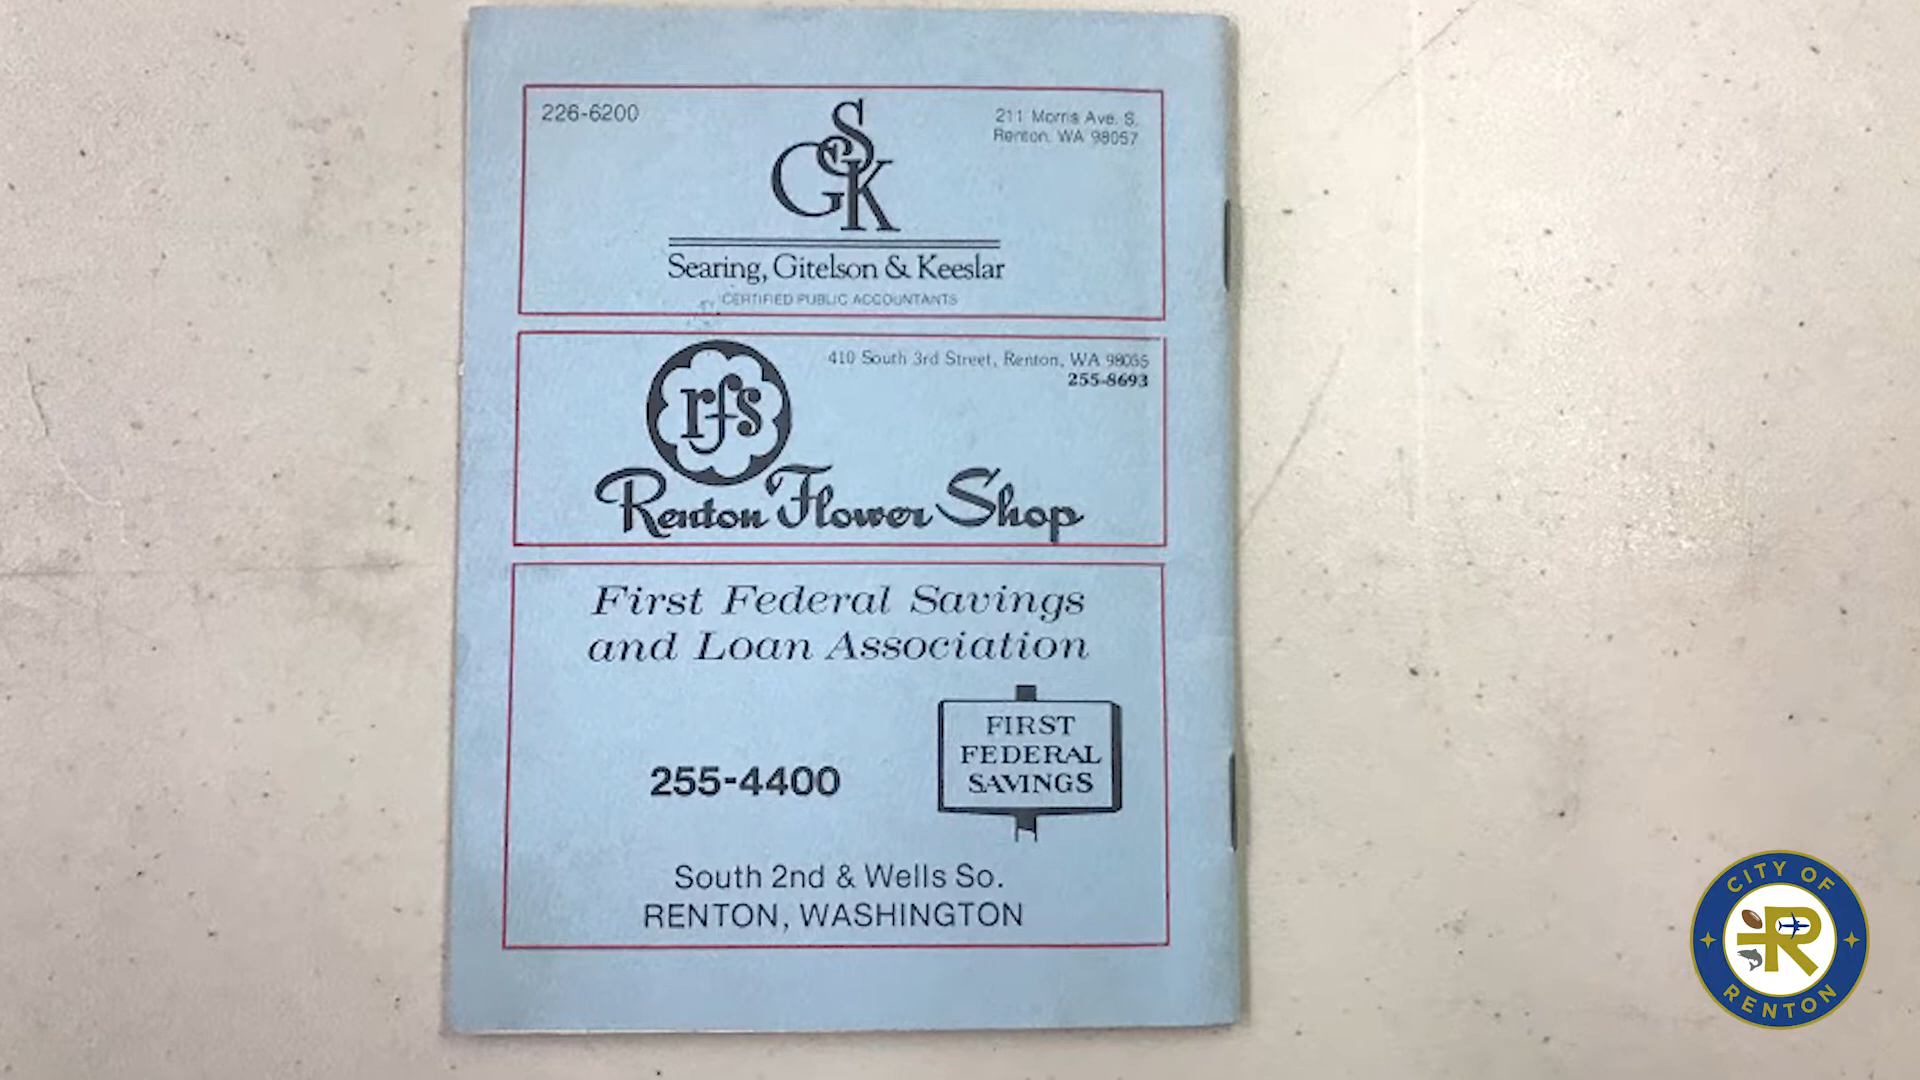 226-6200
211 Morris Ave. S.
Renton, WA 98057
GSK
Searing, Gitelson & Keeslar
CERTIFIED PUBLIC ACCOUNTANTS
410 South 3rd Street, Renton, WA 98055
255-8693
rfs
Renton Flower Shop
First Federal Savings
and Loan Association
FIRST
FEDERAL
SAVINGS
255-4400
South 2nd & Wells So.
RENTON, WASHINGTON
CITY OF
R
RENTON